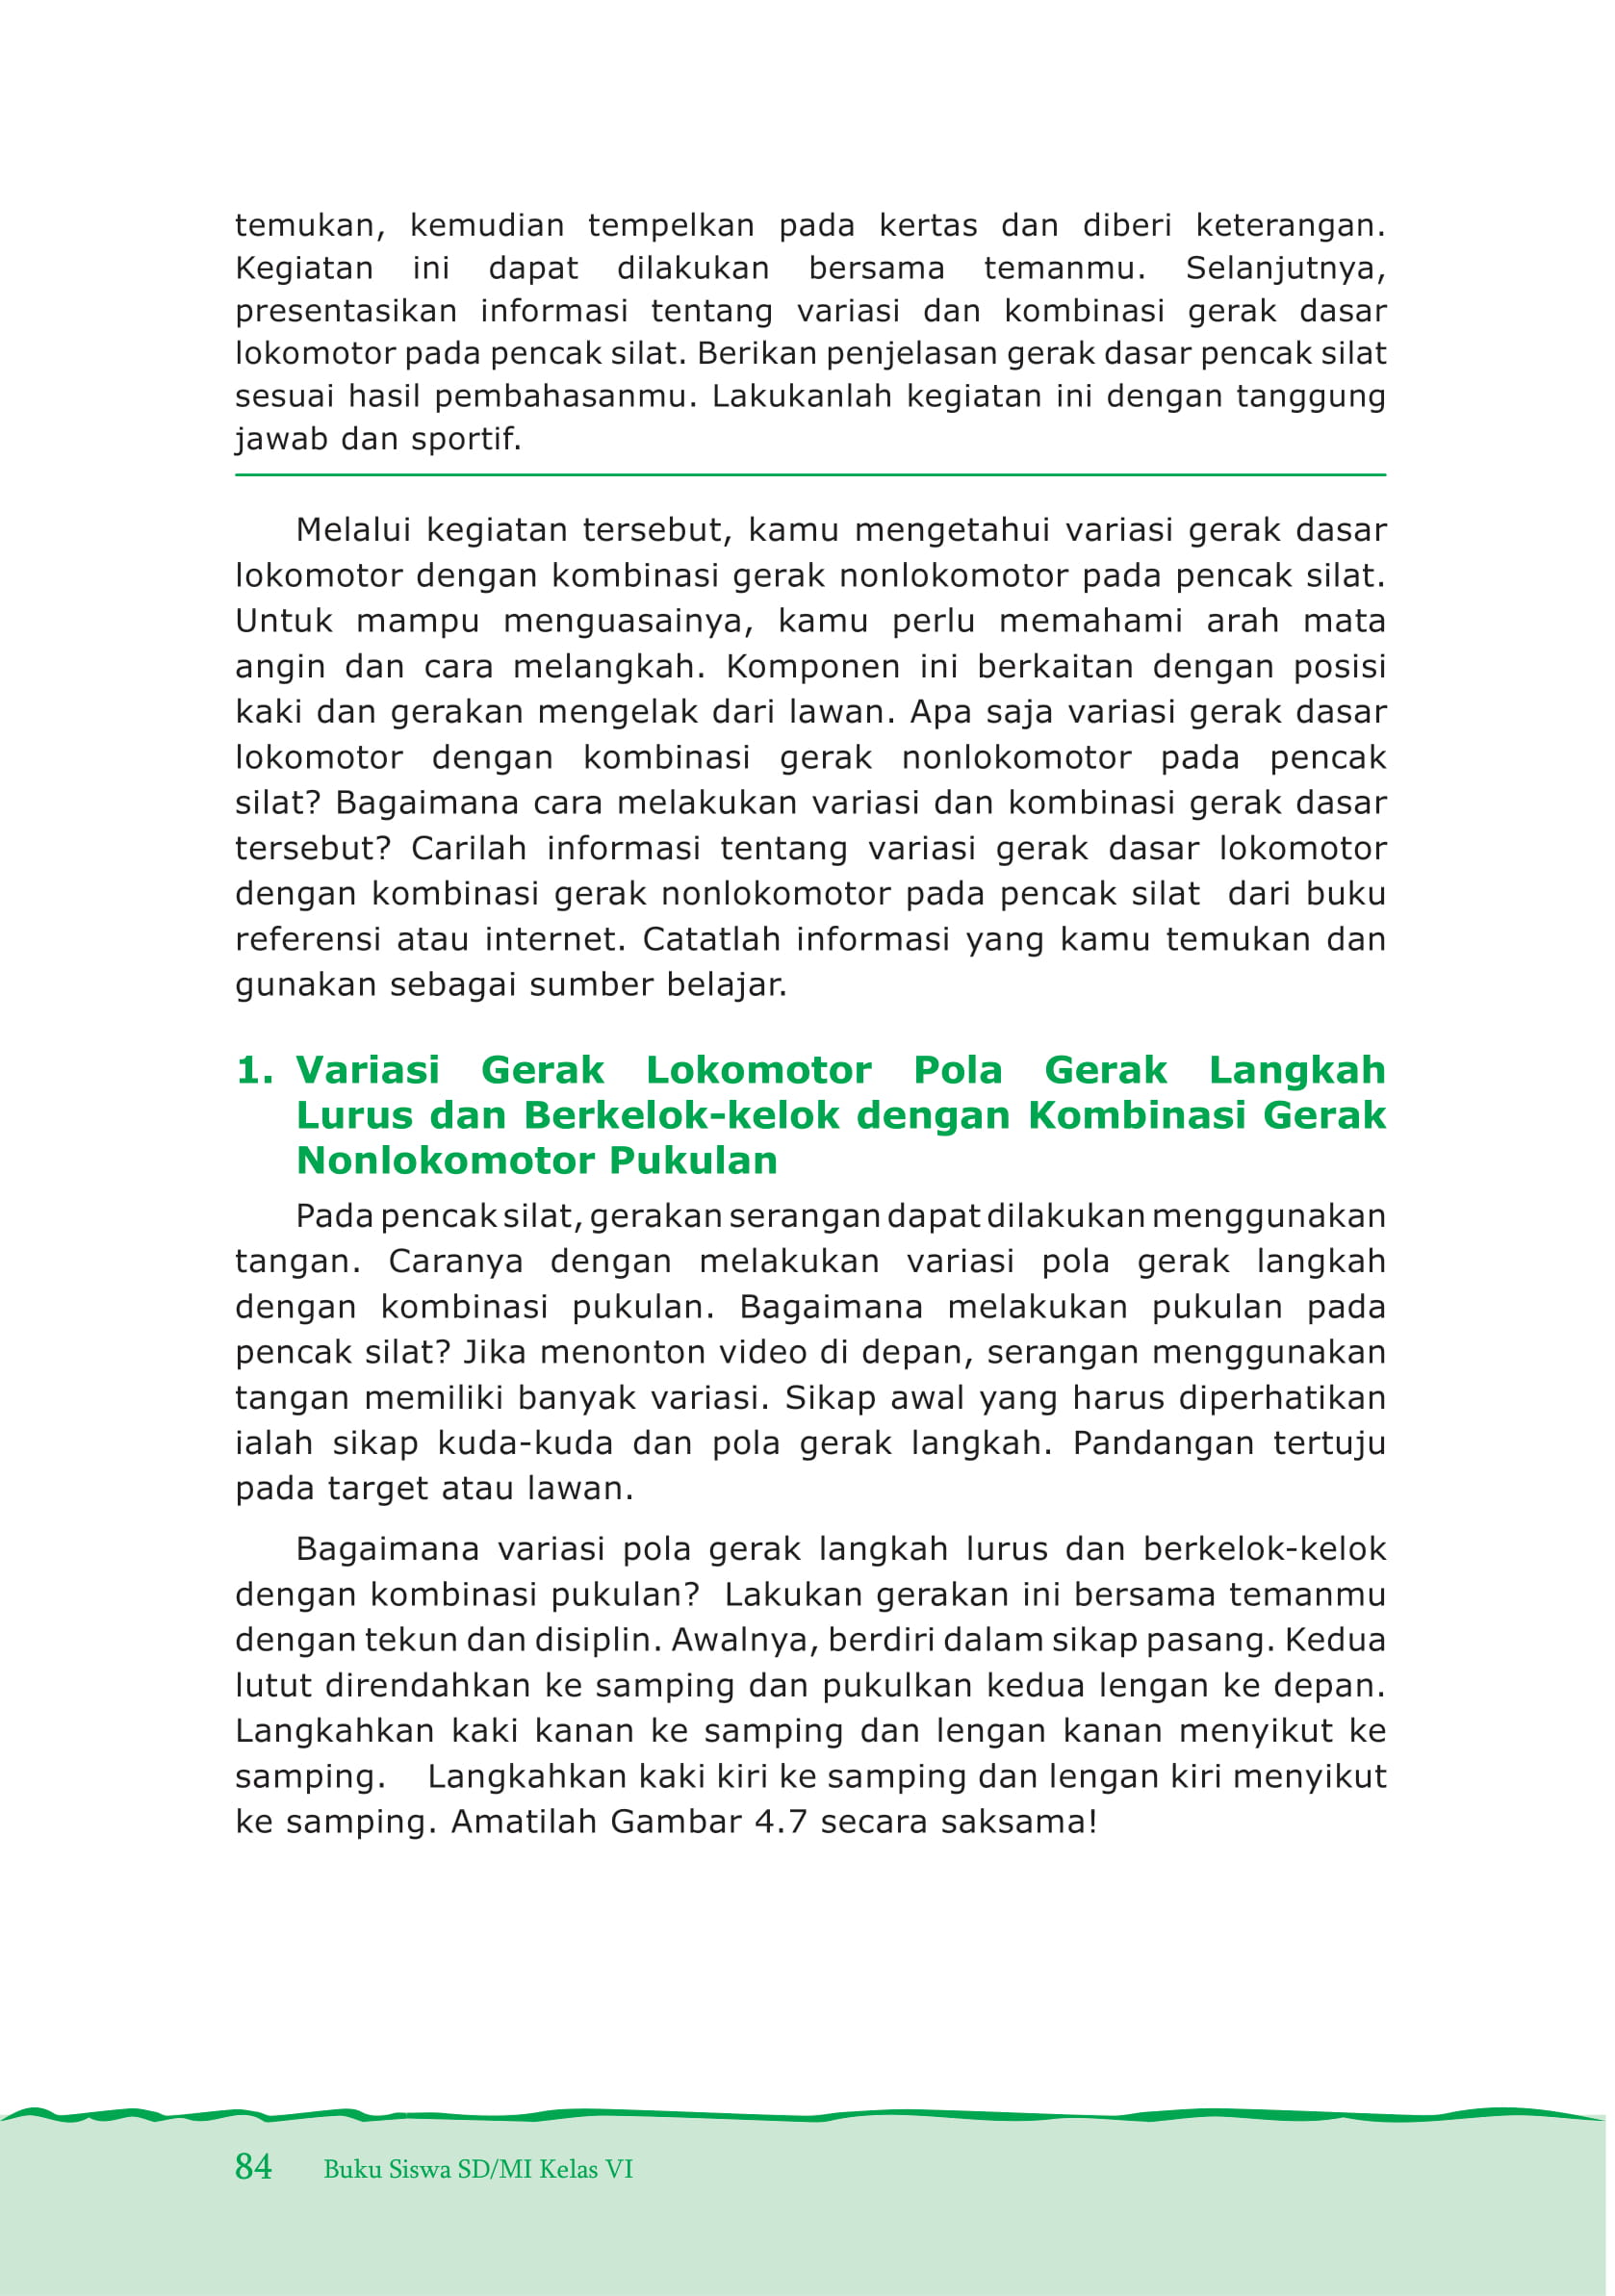 temukan, kemudian tempelkan pada kertas dan diberi keterangan.
Kegiatan ini dapat dilakukan bersama temanmu. Selanjutnya,
presentasikan informasi tentang variasi dan kombinasi gerak dasar
lokomotor pada pencak silat. Berikan penjelasan gerak dasar pencak silat
sesuai hasil pembahasanmu. Lakukanlah kegiatan ini dengan tanggung
jawab dan sportif.
Melalui kegiatan tersebut, kamu mengetahui variasi gerak dasar
lokomotor dengan kombinasi gerak nonlokomotor pada pencak silat.
Untuk mampu menguasainya, kamu perlu memahami arah mata
angin dan cara melangkah. Komponen ini berkaitan dengan posisi
kaki dan gerakan mengelak dari lawan. Apa saja variasi gerak dasar
lokomotor dengan kombinasi gerak nonlokomotor pada pencak
silat? Bagaimana cara melakukan variasi dan kombinasi gerak dasar
tersebut? Carilah informasi tentang variasi gerak dasar lokomotor
dengan kombinasi gerak nonlokomotor pada pencak silat dari buku
referensi atau internet. Catatlah informasi yang kamu temukan dan
gunakan sebagai sumber belajar.
1. Variasi Gerak Lokomotor Pola Gerak Langkah
Lurus dan Berkelok-kelok dengan Kombinasi Gerak
Nonlokomotor Pukulan
Pada pencak silat, gerakan serangan dapat dilakukan menggunakan
tangan. Caranya dengan melakukan variasi pola gerak langkah
dengan kombinasi pukulan. Bagaimana melakukan pukulan pada
pencak silat? Jika menonton video di depan, serangan menggunakan
tangan memiliki banyak variasi. Sikap awal yang harus diperhatikan
ialah sikap kuda-kuda dan pola gerak langkah. Pandangan tertuju
pada target atau lawan.
Bagaimana variasi pola gerak langkah lurus dan berkelok-kelok
dengan kombinasi pukulan? Lakukan gerakan ini bersama temanmu
dengan tekun dan disiplin. Awalnya, berdiri dalam sikap pasang. Kedua
lutut direndahkan ke samping dan pukulkan kedua lengan ke depan.
Langkahkan kaki kanan ke samping dan lengan kanan menyikut ke
samping. Langkahkan kaki kiri ke samping dan lengan kiri menyikut
ke samping. Amatilah Gambar 4.7 secara saksama!
84 Buku Siswa SD/MI Kelas VI